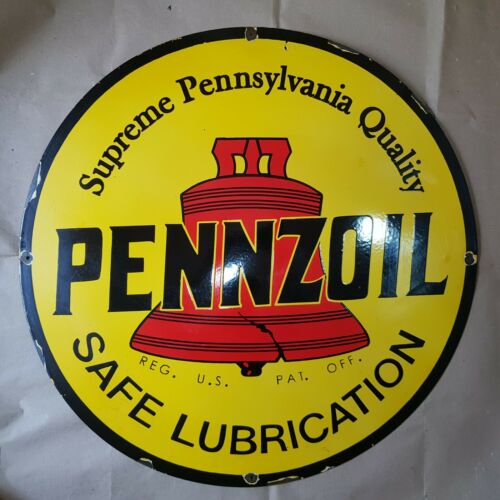 Supreme Pennsylvania Quality
PENNZOIL
REG. U.S. PAT. OFF.
SAFE LUBRICATION